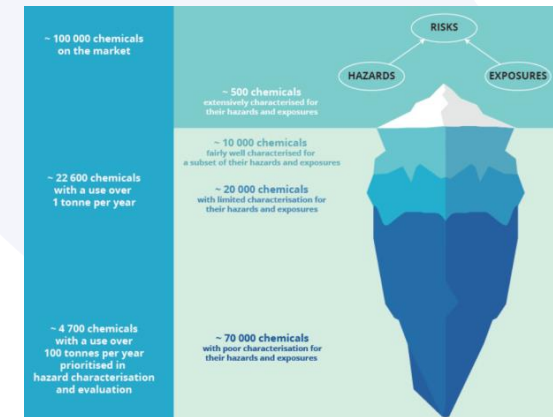 ~ 100 000 chemicals
on the market
RISKS
HAZARDS
EXPOSURES
~ 500 chemicals
extensively characterised for
their hazards and exposures
~ 10 000 chemicals
fairly well characterised for
a subset of their hazards and exposures
~ 22 600 chemicals
with a use over
1 tonne per year
~ 20 000 chemicals
with limited characterisation for
their hazards and exposures
~ 4 700 chemicals
with a use over
100 tonnes per year
prioritised in
hazard characterisation
and evaluation
~ 70 000 chemicals
with poor characterisation for
their hazards and exposures